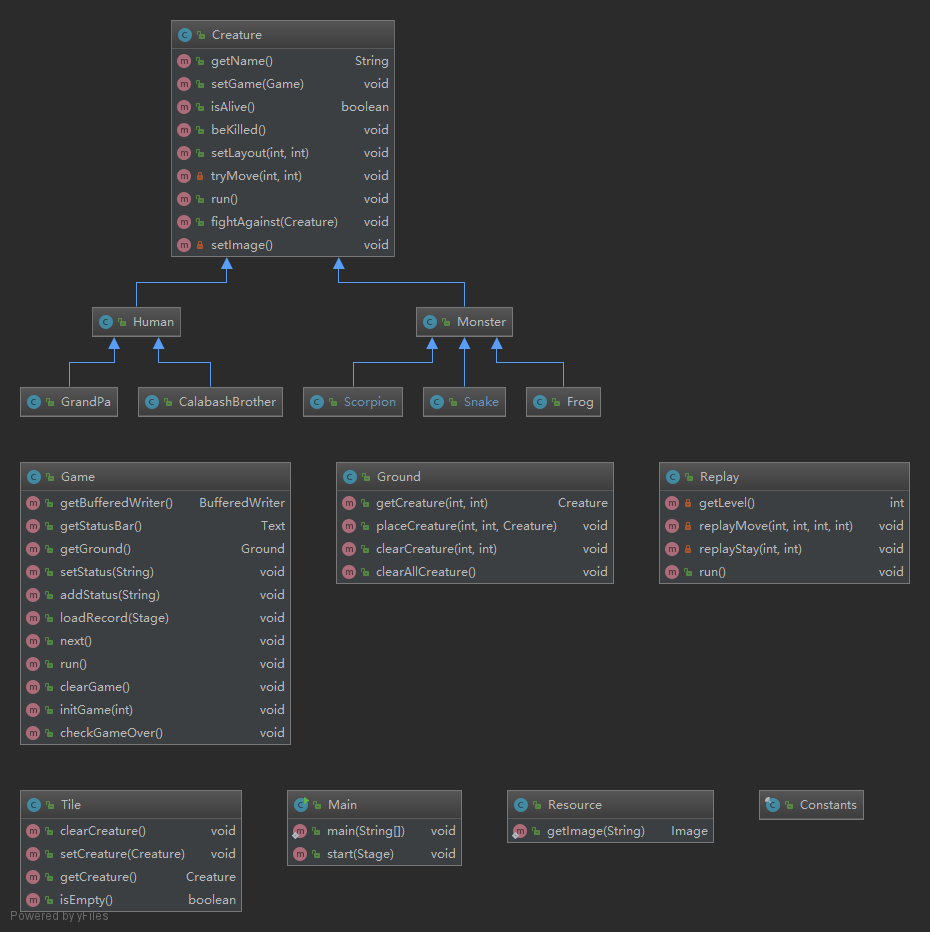 Creature
getName() String
setGame(Game) void
isAlive() boolean
beKilled() void
setLayout(int, int) void
tryMove(int, int) void
run() void
fightAgainst(Creature) void
setImage() void
Human
Monster
GrandPa
CalabashBrother
Scorpion
Snake
Frog
Game
getBufferedWriter() BufferedWriter
getStatusBar() Text
getGround() Ground
setStatus(String) void
addStatus(String) void
loadRecord(Stage) void
next() void
run() void
clearGame() void
initGame(int) void
checkGameOver() void
Ground
getCreature(int, int) Creature
placeCreature(int, int, Creature) void
clearCreature(int, int) void
clearAllCreature() void
Replay
getLevel() int
replayMove(int, int, int, int) void
replayStay(int, int) void
run() void
Tile
clearCreature() void
setCreature(Creature) void
getCreature() Creature
isEmpty() boolean
Main
main(String[]) void
start(Stage) void
Resource
getImage(String) Image
Constants
Powered by yFiles